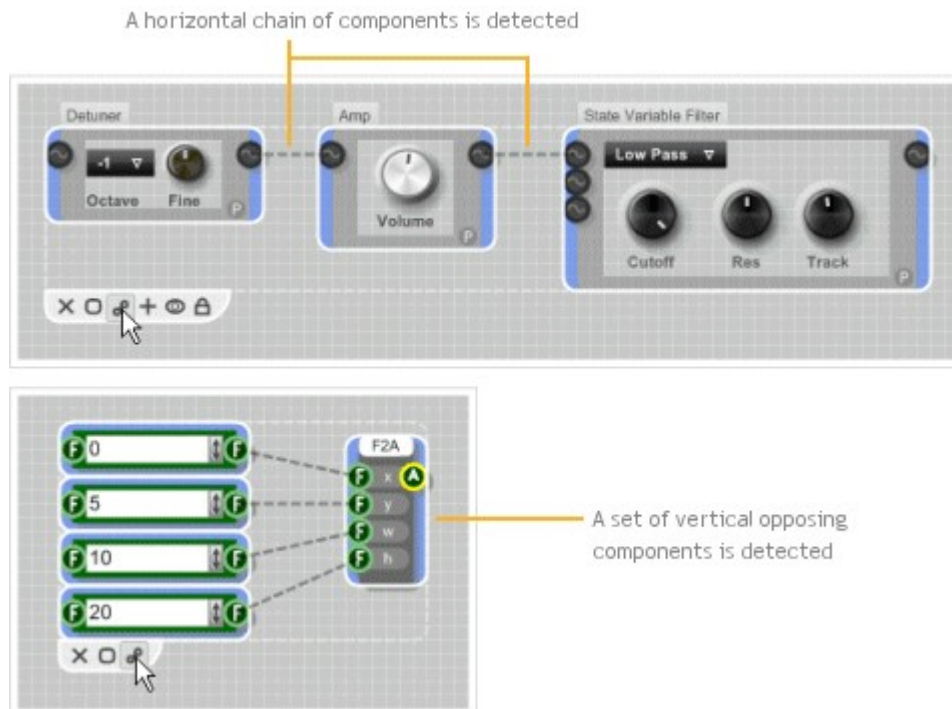 A horizontal chain of components is detected
Detuner
Amp
State Variable Filter
-1
Octave
Fine
P
Volume
P
Low Pass
Cutoff
Res
Track
P
F 0 F
F 5 F
F 10 F
F 20 F
F2A
F x A
F y
F w
F h
A set of vertical opposing
components is detected